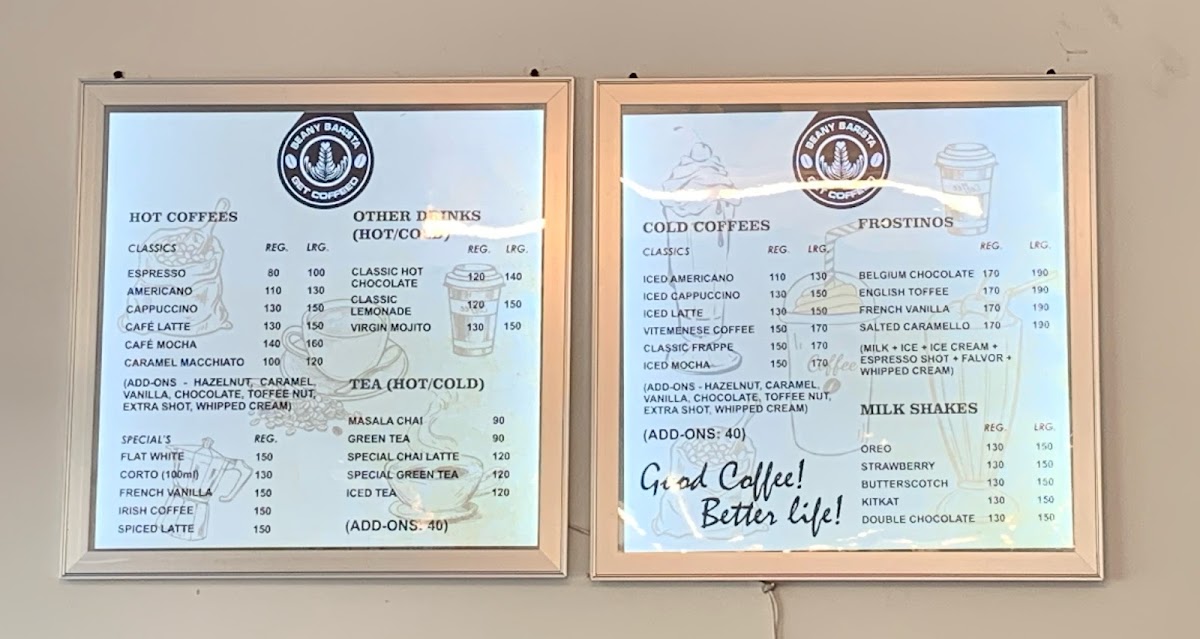 BEANY BARISTA
GET COFFEED
HOT COFFEES
CLASSICS REG. LRG.
ESPRESSO 80 100
AMERICANO 110 130
CAPPUCCINO 130 150
CAFÉ LATTE 130 150
CAFÉ MOCHA 140 160
CARAMEL MACCHIATO 100 120
(ADD-ONS - HAZELNUT, CARAMEL,
VANILLA, CHOCOLATE, TOFFEE NUT,
EXTRA SHOT, WHIPPED CREAM)
SPECIAL'S REG.
FLAT WHITE 150
CORTO (100ml) 130
FRENCH VANILLA 150
IRISH COFFEE 150
SPICED LATTE 150
OTHER DRINKS
(HOT/COLD)
REG. LRG.
CLASSIC HOT
CHOCOLATE 120 140
CLASSIC
LEMONADE 120 150
VIRGIN MOJITO 130 150
TEA (HOT/COLD)
MASALA CHAI 90
GREEN TEA 90
SPECIAL CHAI LATTE 120
SPECIAL GREEN TEA 120
ICED TEA 120
(ADD-ONS: 40)
BEANY BARISTA
GET COFFEED
COLD COFFEES
CLASSICS REG. LRG.
ICED AMERICANO 110 130
ICED CAPPUCCINO 130 150
ICED LATTE 130 150
VITEMENESE COFFEE 150 170
CLASSIC FRAPPE 150 170
ICED MOCHA 150 170
(ADD-ONS - HAZELNUT, CARAMEL,
VANILLA, CHOCOLATE, TOFFEE NUT,
EXTRA SHOT, WHIPPED CREAM)
(ADD-ONS: 40)
Good Coffee!
Better life!
FROSTINOS
REG. LRG.
BELGIUM CHOCOLATE 170 190
ENGLISH TOFFEE 170 190
FRENCH VANILLA 170 190
SALTED CARAMELLO 170 190
(MILK + ICE + ICE CREAM +
ESPRESSO SHOT + FALVOR +
WHIPPED CREAM)
MILK SHAKES
REG. LRG.
OREO 130 150
STRAWBERRY 130 150
BUTTERSCOTCH 130 150
KITKAT 130 150
DOUBLE CHOCOLATE 130 150
Coffee
Coffee